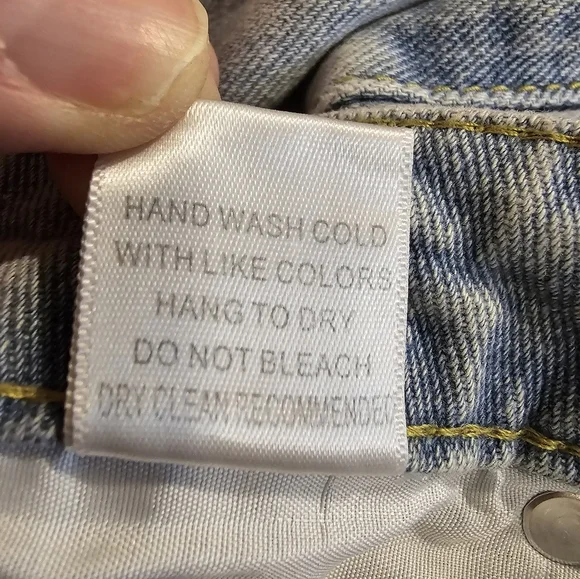 HAND WASH COLD
WITH LIKE COLORS
HANG TO DRY
DO NOT BLEACH
DRY CLEAN RECOMMENDED